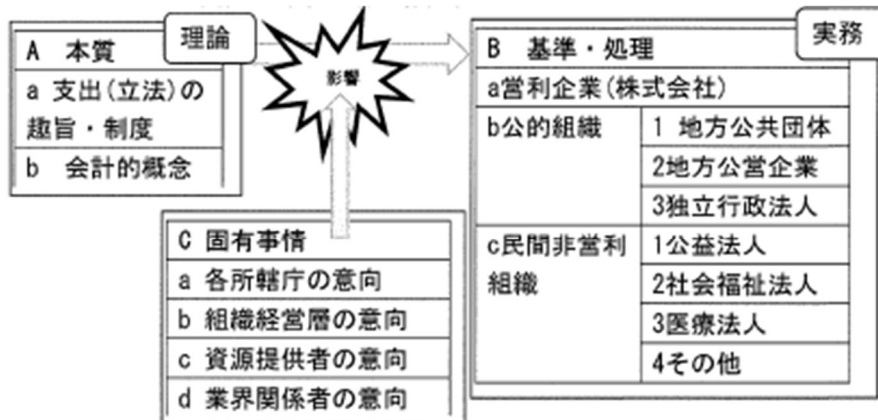 理論
A 本質
a 支出(立法)の
趣旨・制度
b 会計的概念
影響
実務
B 基準・処理
a営利企業(株式会社)
b公的組織
1 地方公共団体
2地方公営企業
3独立行政法人
c民間非営利
組織
1公益法人
2社会福祉法人
3医療法人
4その他
C 固有事情
a 各所轄庁の意向
b 組織経営層の意向
c 資源提供者の意向
d 業界関係者の意向